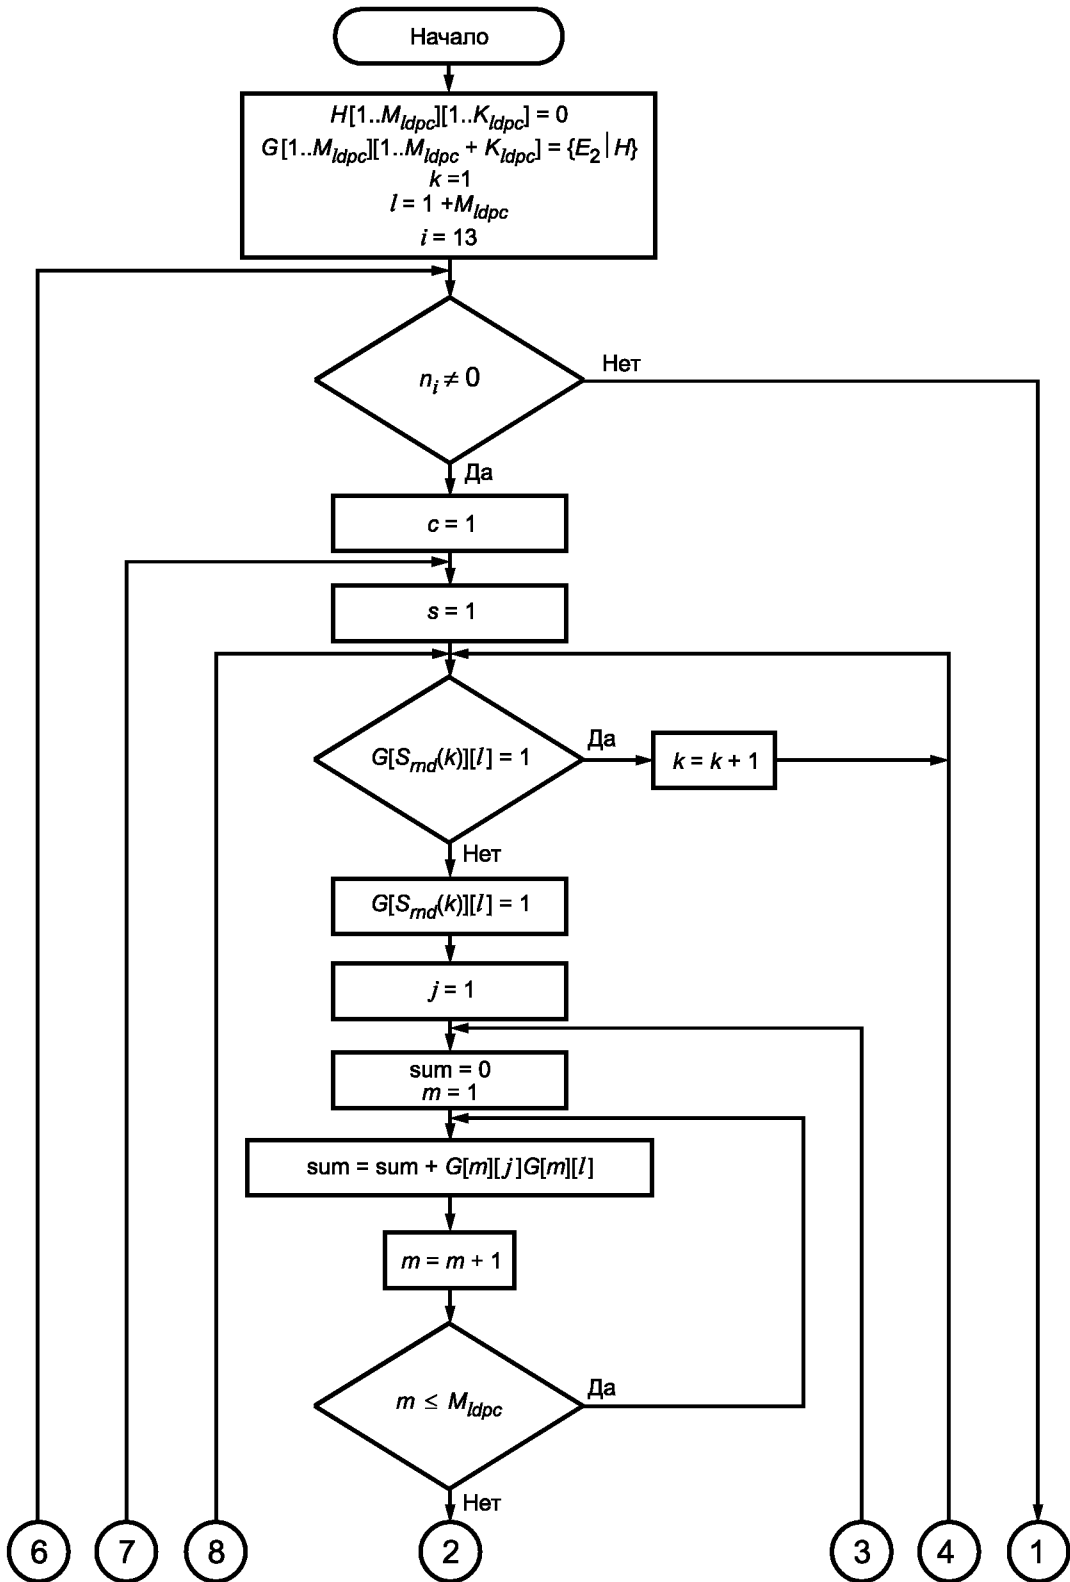 Начало
H[1..M_ldpc][1..K_ldpc] = 0
G[1..M_ldpc][1..M_ldpc + K_ldpc] = {E_2 | H}
k =1
l = 1 +M_ldpc
i = 13
n_i ≠ 0
Нет
Да
c = 1
s = 1
G[S_rnd(k)][l] = 1
Да
k = k + 1
Нет
G[S_rnd(k)][l] = 1
j = 1
sum = 0
m = 1
sum = sum + G[m][j]G[m][l]
m = m + 1
m ≤ M_ldpc
Да
Нет
6 7 8 2 3 4 1